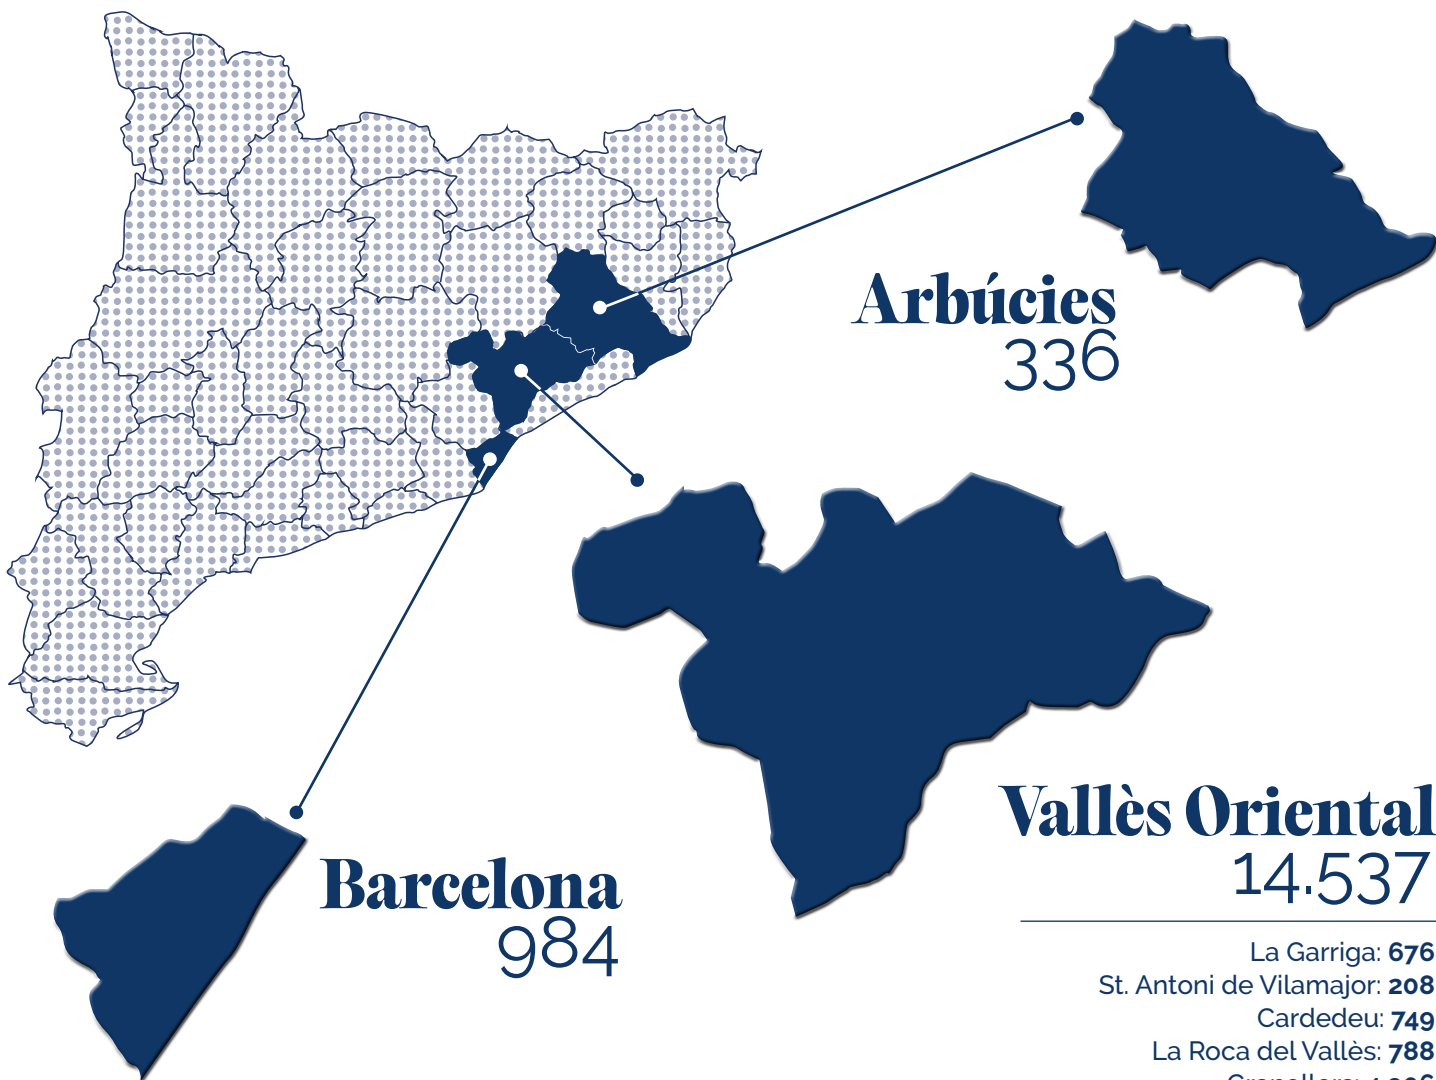 Arbúcies
336
Vallès Oriental
14.537
Barcelona
984
La Garriga: 676
St. Antoni de Vilamajor: 208
Cardedeu: 749
La Roca del Vallès: 788